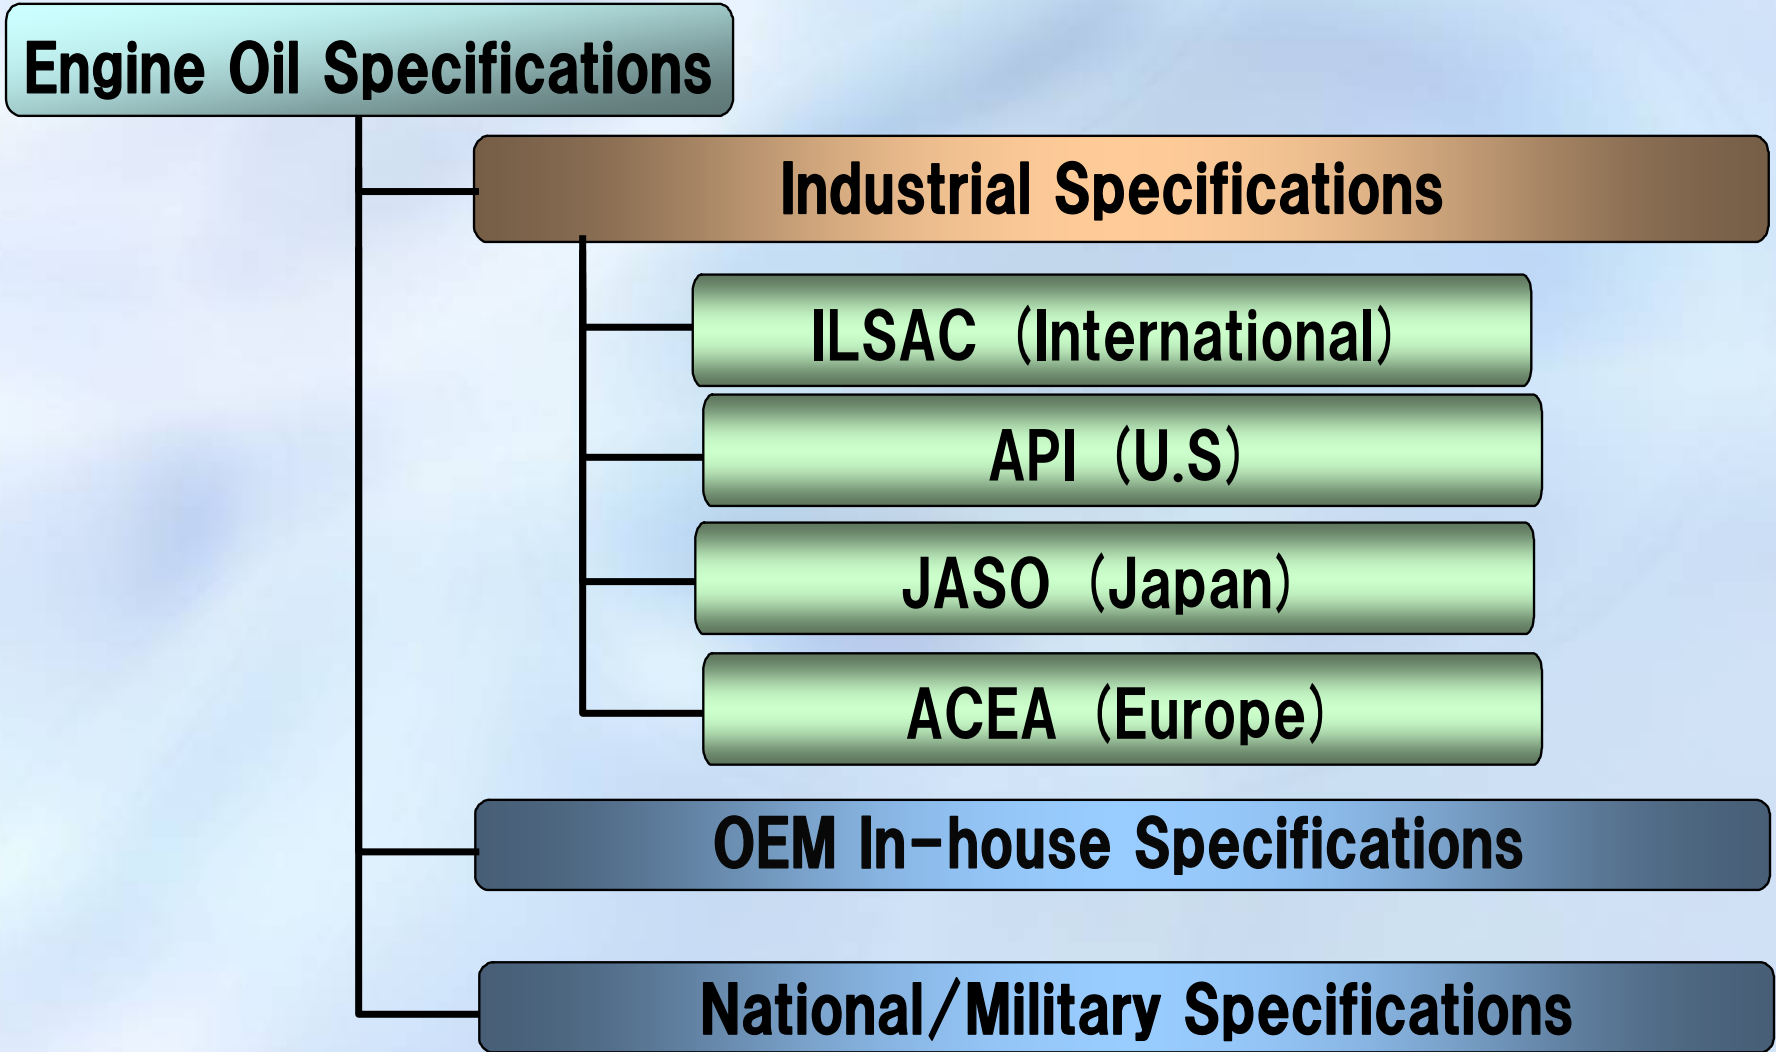 Engine Oil Specifications
Industrial Specifications
ILSAC (International)
API (U.S)
JASO (Japan)
ACEA (Europe)
OEM In-house Specifications
National/Military Specifications